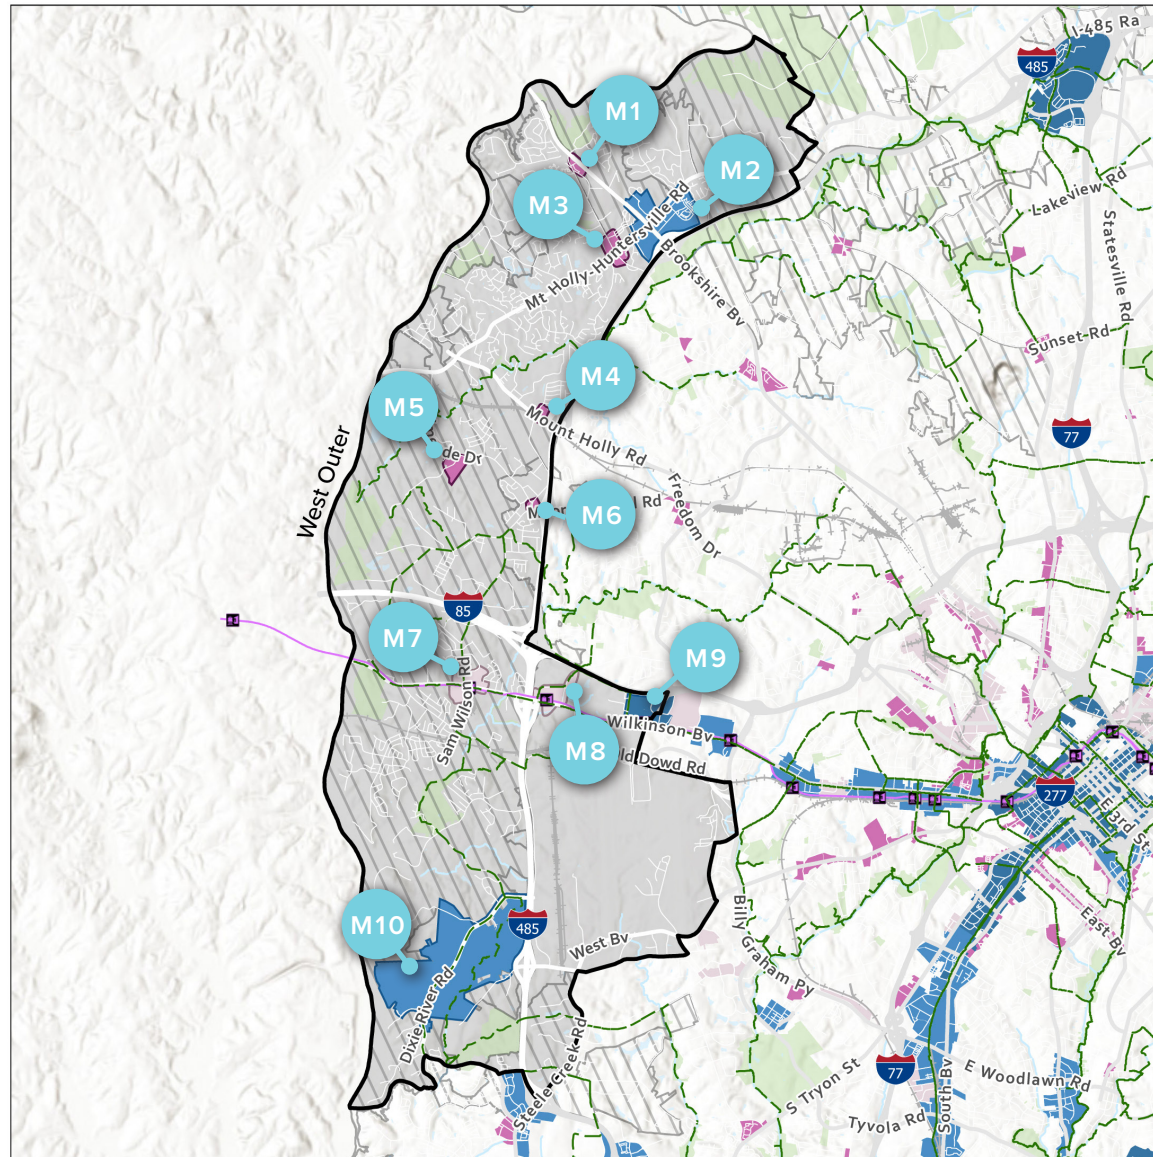 I-485 Ra
485
M1
M2
Lakeview Rd
M3
Mt Holly-Huntersville Rd
Statesville Rd
Brookshire Bv
Sunset Rd
M4
M5
Mount Holly Rd
77
West Outer
de Dr
Freedom Dr
Rd
M6
85
M7
M9
Sam Wilson Rd
Wilkinson Bv
M8
ld Dowd Rd
277
E 3rd St
M10
485
West Bv
Billy Graham Py
East Bv
Dixie River Rd
Steele Creek Rd
77
S Tryon St
E Woodlawn Rd
Tyvola Rd
South Bv